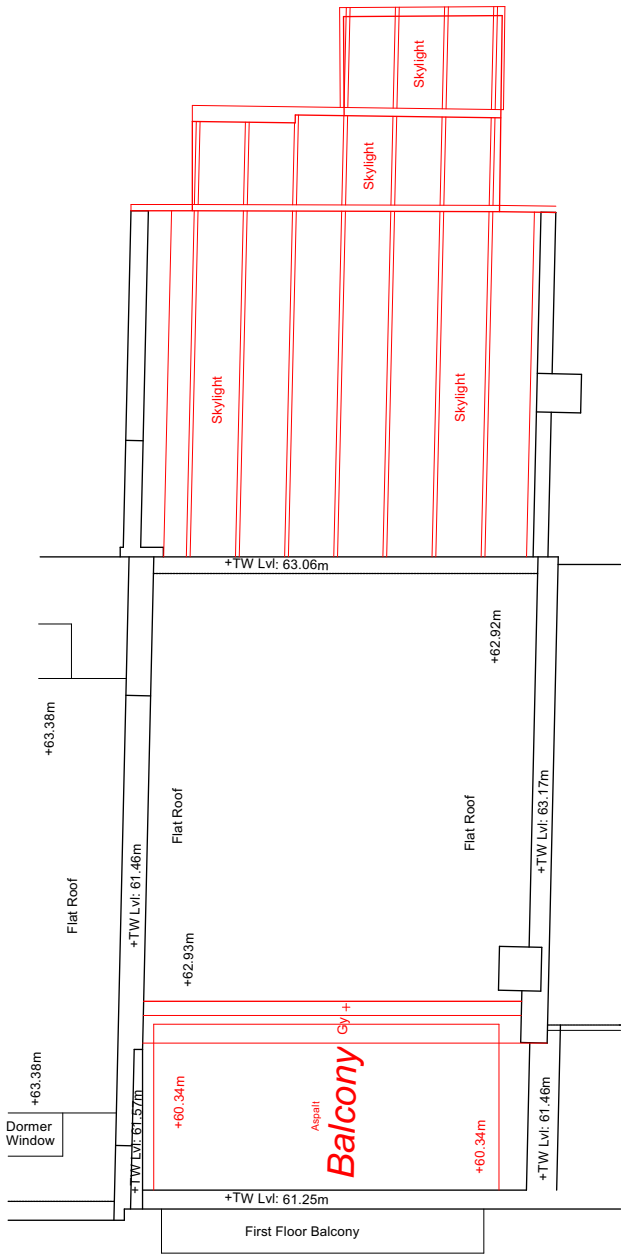 Skylight
Skylight
Skylight
Skylight
+TW Lvl: 63.06m
+62.92m
+63.38m
Flat Roof
Flat Roof
Flat Roof
+TW Lvl: 61.46m
+TW Lvl: 63.17m
+62.93m
Gy +
+63.38m
Dormer
Window
+TW Lvl: 61.57m
+60.34m
Aspalt
Balcony
+60.34m
+TW Lvl: 61.46m
+TW Lvl: 61.25m
First Floor Balcony